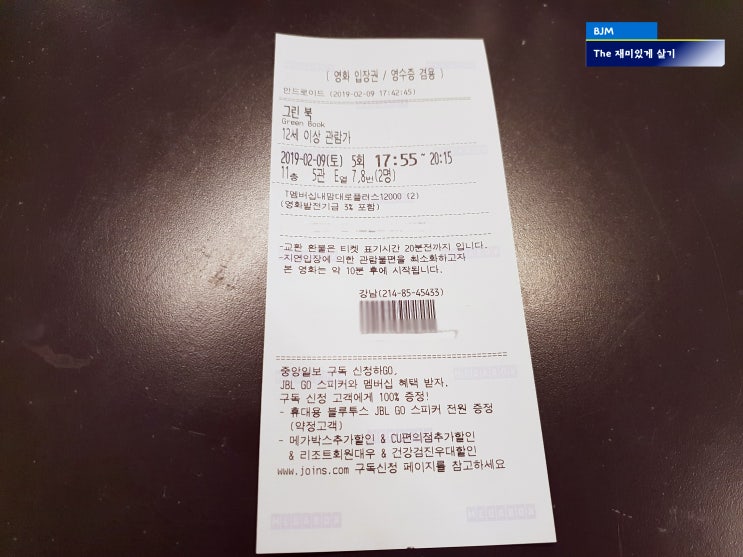 BJM
The 재미있게 살기
( 영화 입장권 / 영수증 겸용 )
안드로이드 (2019-02-09 17:42:45)
그린 북
Green Book
12세 이상 관람가
2019-02-09(토) 5회 17:55 ~ 20:15
11층 5관 E열 7,8번(2명)
T멤버십내맘대로플러스12000 (2)
(영화발전기금 3% 포함)
-교환 환불은 티켓 표기시간 20분전까지 입니다.
-지연입장에 의한 관람불편을 최소화하고자
본 영화는 약 10분 후에 시작됩니다.
강남(214-85-45433)
중앙일보 구독 신청하GO,
JBL GO 스피커와 멤버십 혜택 받자.
구독 신청 고객에게 100% 증정!
- 휴대용 블루투스 JBL GO 스피커 전원 증정
(약정고객)
- 메가박스추가할인 & CU편의점추가할인
& 리조트회원대우 & 건강검진우대할인
www.joins.com 구독신청 페이지를 참고하세요
MEGABOX MEGABOX